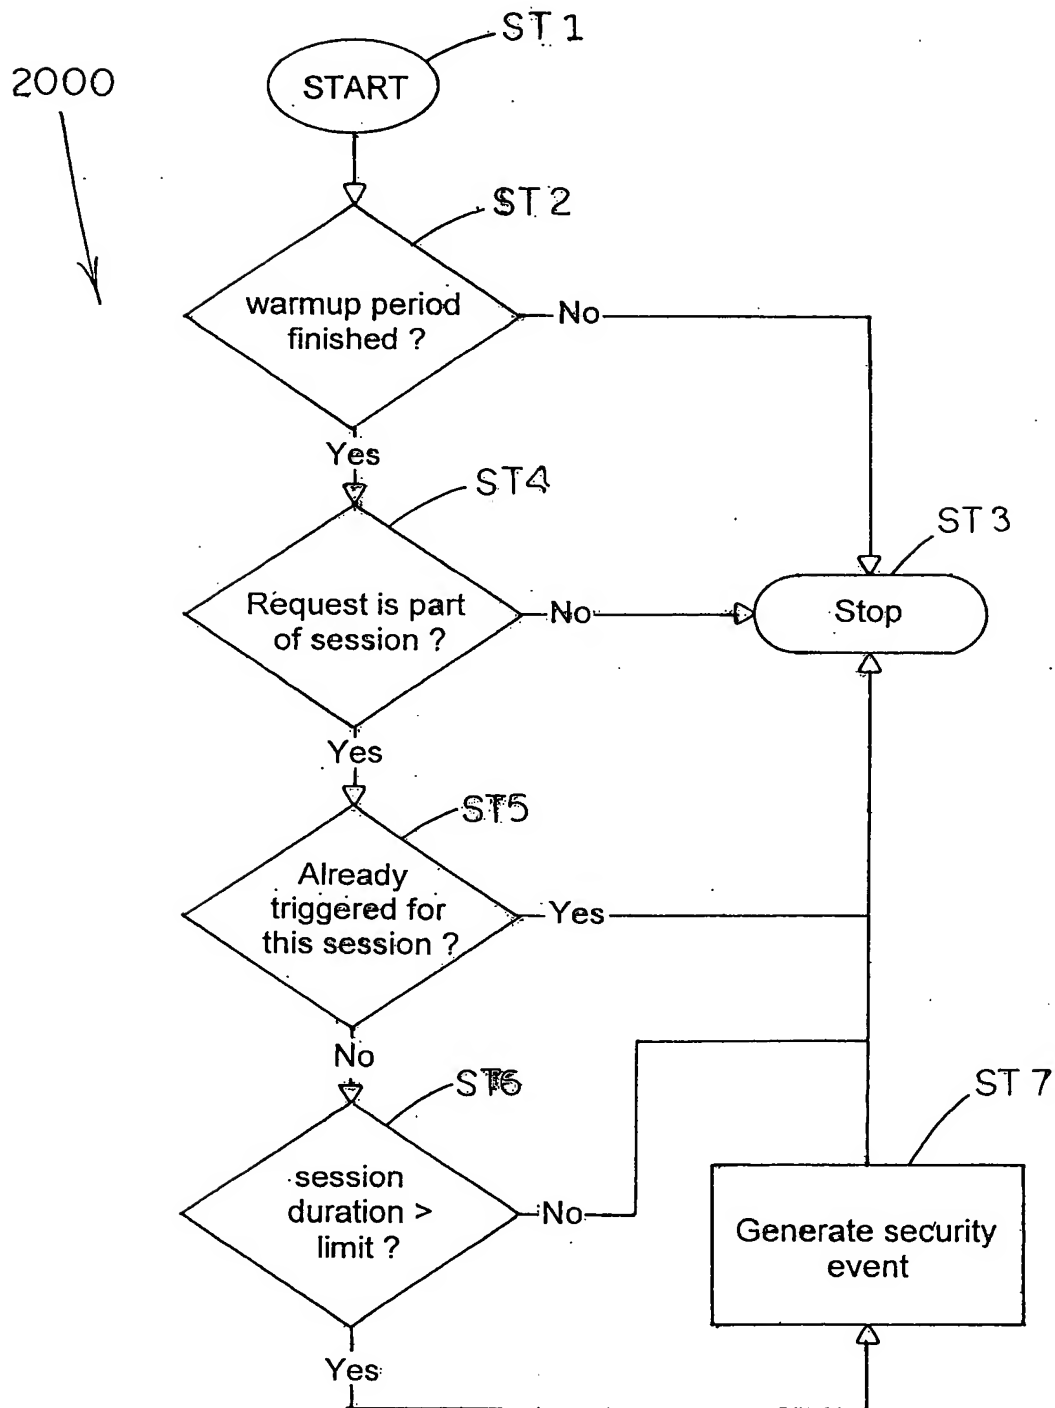 ST 1
2000
START
ST 2
warmup period
finished ?
No
Yes
ST4
ST 3
Request is part
of session ?
No
Stop
Yes
ST5
Already
triggered for
this session ?
Yes
No
ST6
ST 7
session
duration >
limit ?
No
Generate security
event
Yes